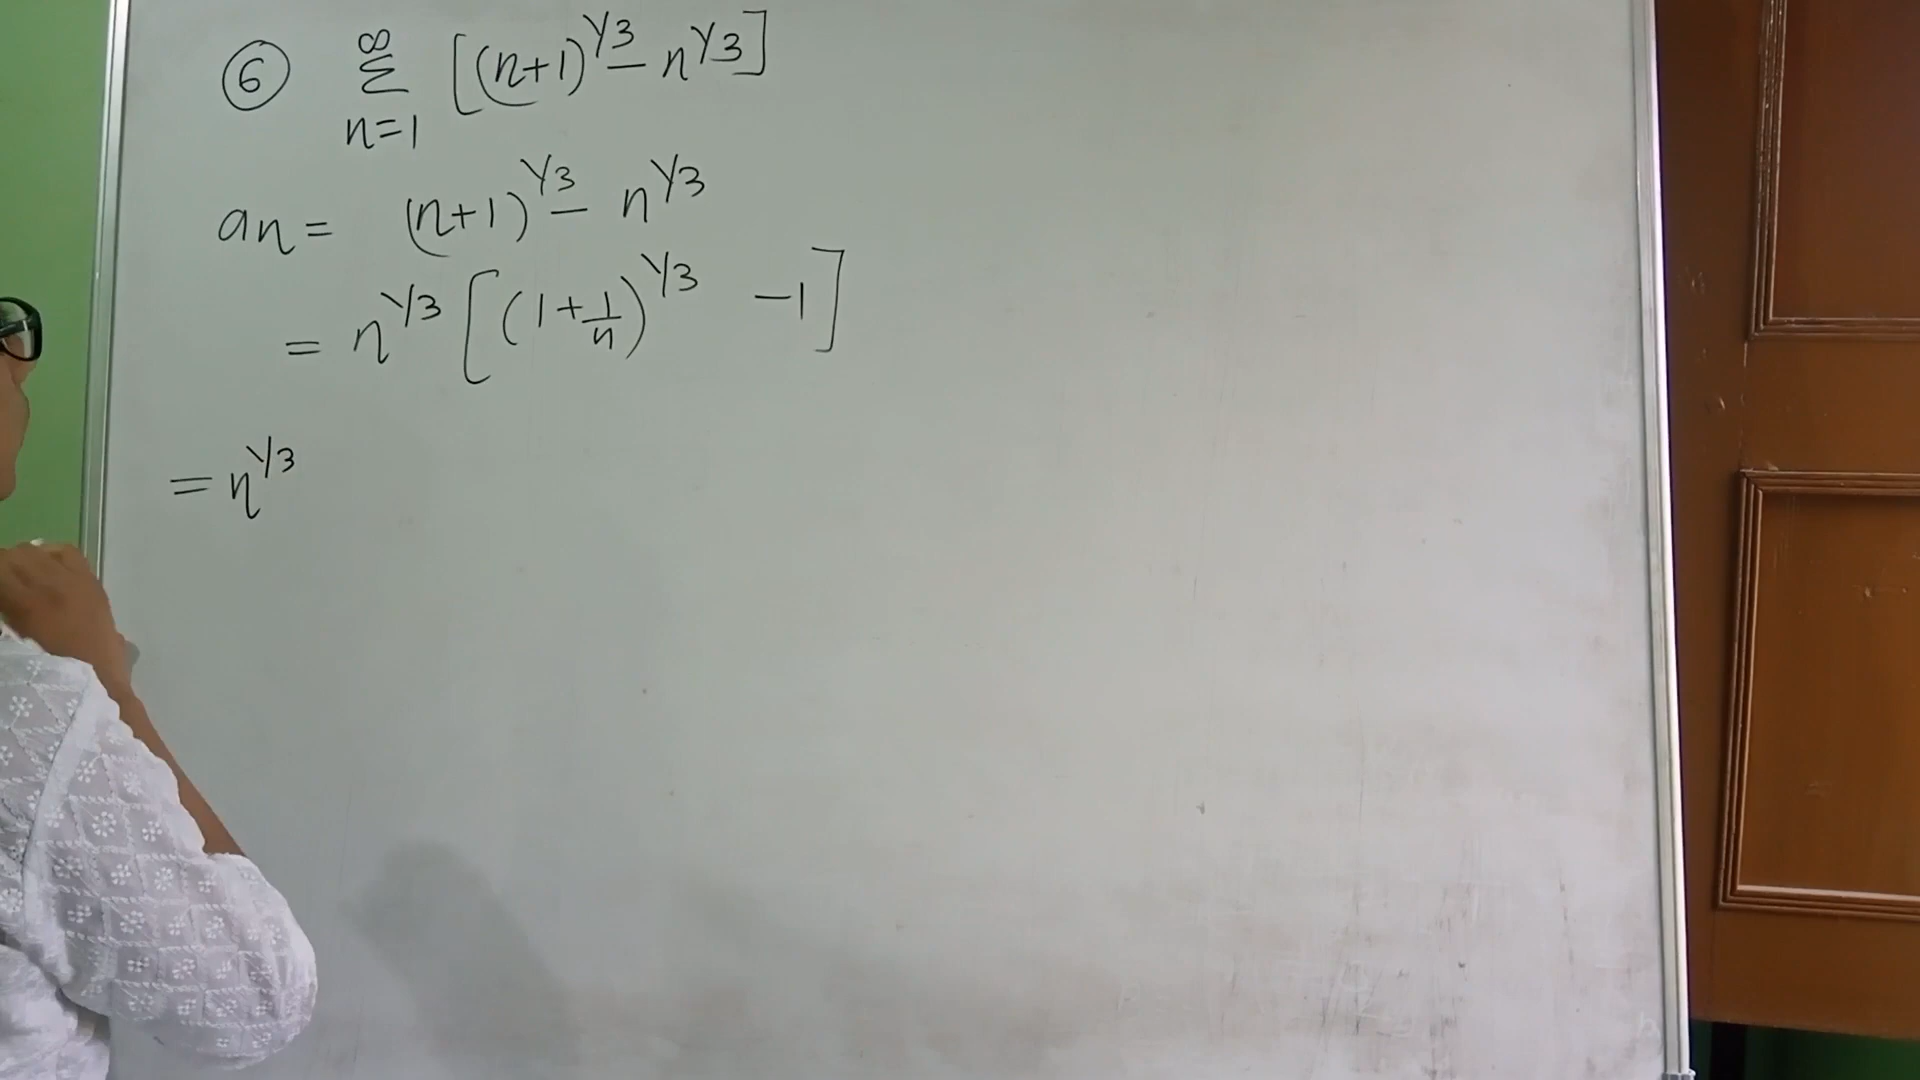 ⑥ ∞ Σ n=1 [(n+1)^1/3 - n^1/3]
an = (n+1)^1/3 - n^1/3
= n^1/3 [(1+1/n)^1/3 -1]
= n^1/3